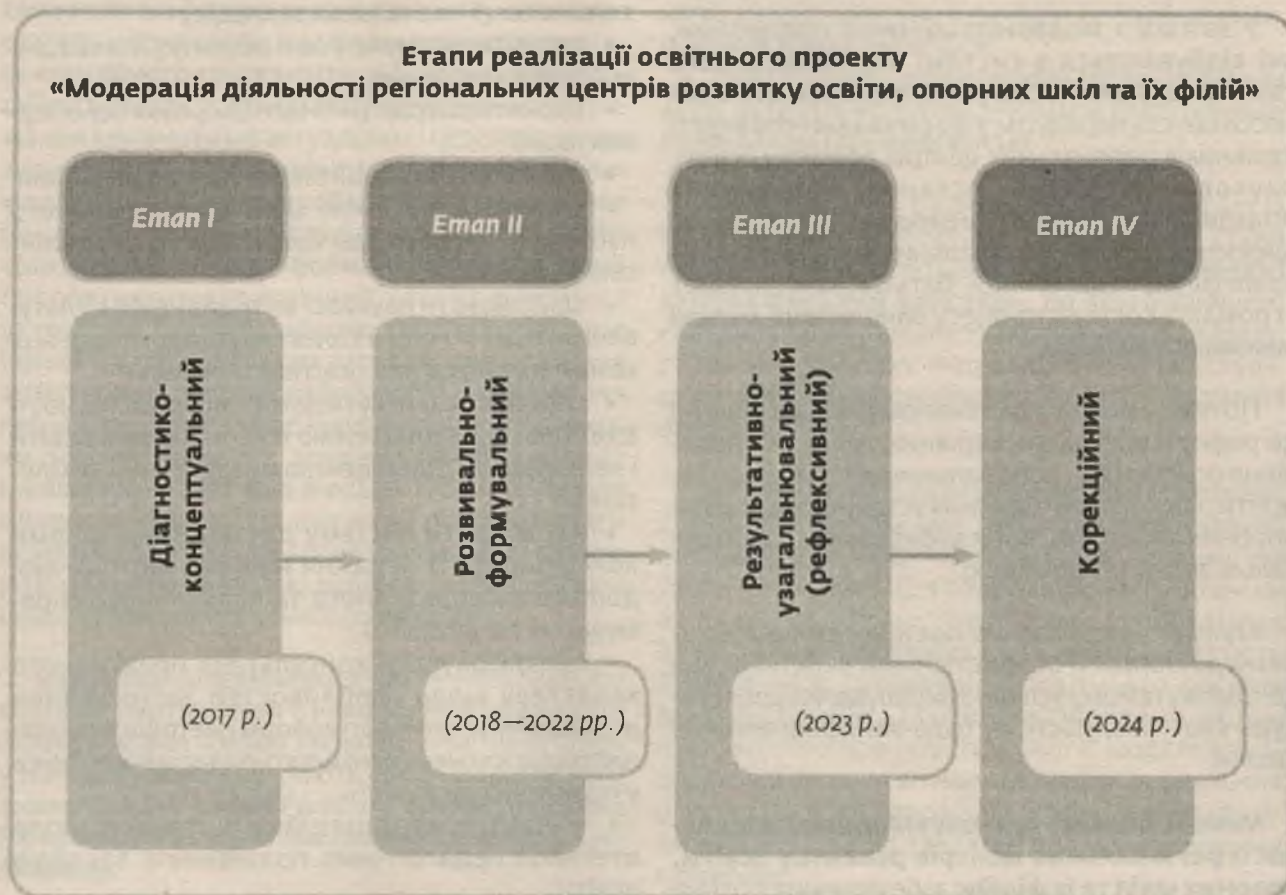 Етапи реалізації освітнього проекту
«Модерація діяльності регіональних центрів розвитку освіти, опорних шкіл та їх філій»
Етап I
Етап II
Етап III
Етап IV
Діагностико-
концептуальний
Розвивально-
формувальний
Результативно-
узагальнювальний
(рефлексивний)
Корекційний
(2017 р.)
(2018—2022 рр.)
(2023 р.)
(2024 р.)